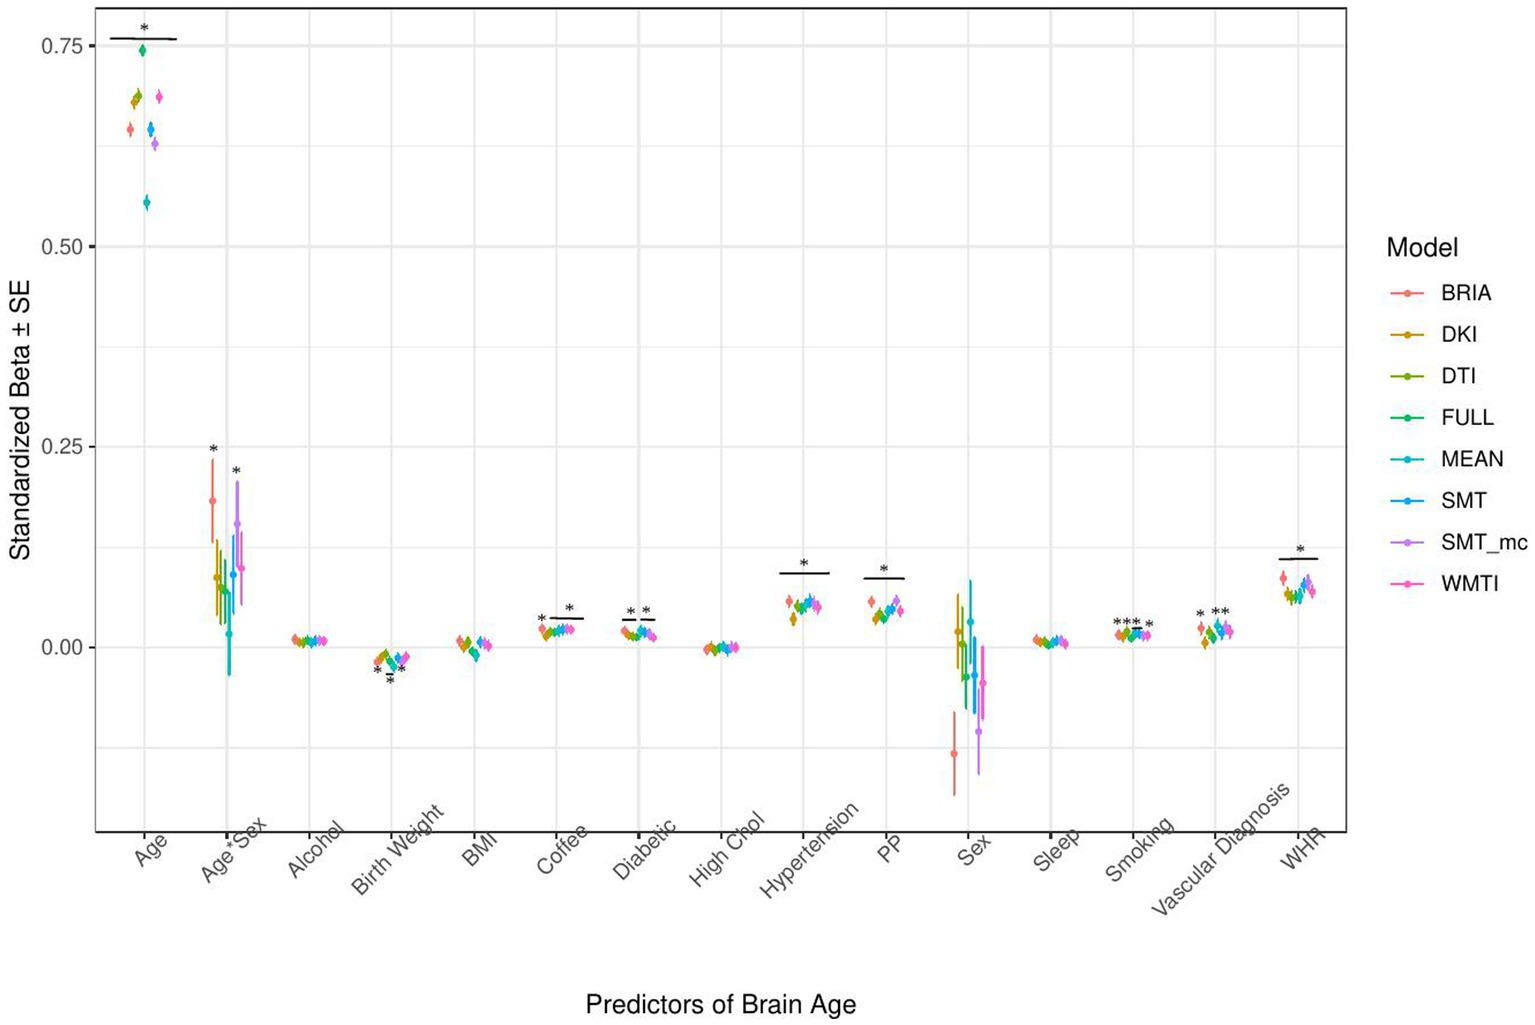 *
0.75
0.50
Standardized Beta ± SE
0.25
* *
0.00
* * *
* *
* *
*
*
*** *
* **
*
Age
Age*Sex
Alcohol
Birth Weight
BMI
Coffee
Diabetic
High Chol
Hypertension
PP
Sex
Sleep
Smoking
Vascular Diagnosis
WHR
Predictors of Brain Age
Model
BRIA
DKI
DTI
FULL
MEAN
SMT
SMT_mc
WMTI